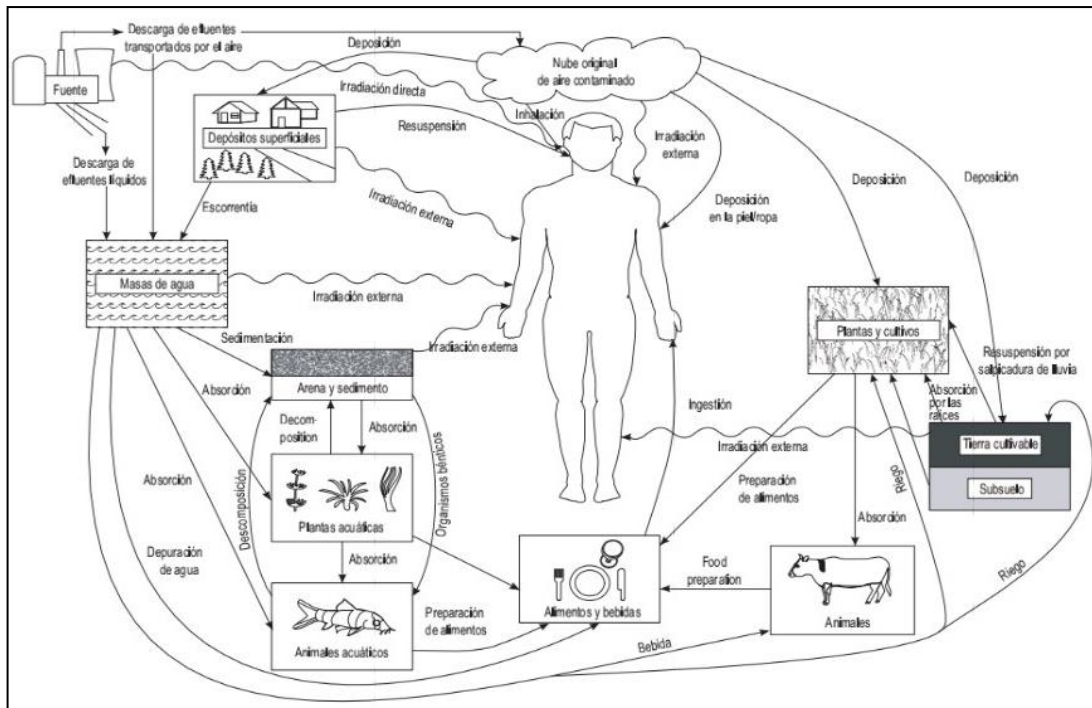 Descarga de efluentes
transportados por el aire
Fuente
Deposición
Nube original
de aire contaminado
Irradiación directa
Inhalación
Depósitos superficiales
Resuspensión
Irradiación
externa
Descarga de
efluentes líquidos
Escorrentía
Irradiación externa
Deposición
en la piel/ropa
Deposición
Deposición
Masas de agua
Irradiación externa
Sedimentación
Irradiación externa
Plantas y cultivos
Resuspensión por
salpicadura de lluvia
Arena y sedimento
Absorción
Decom-
position
Absorción
Ingestión
Absorción
por las
raíces
Tierra cultivable
Irradiación externa
Subsuelo
Absorción
Descomposición
Organismos bénticos
Preparación
de alimentos
Riego
Plantas acuáticas
Absorción
Depuración
de agua
Absorción
Food
preparation
Riego
Alimentos y bebidas
Preparación
de alimentos
Animales
Animales acuáticos
Bebida